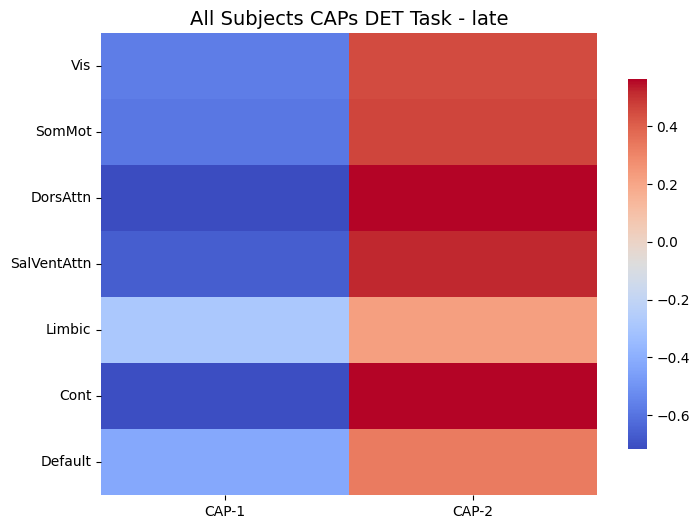 All Subjects CAPs DET Task - late
Vis
SomMot
DorsAttn
SalVentAttn
Limbic
Cont
Default
CAP-1 CAP-2
0.4
0.2
0.0
−0.2
−0.4
−0.6